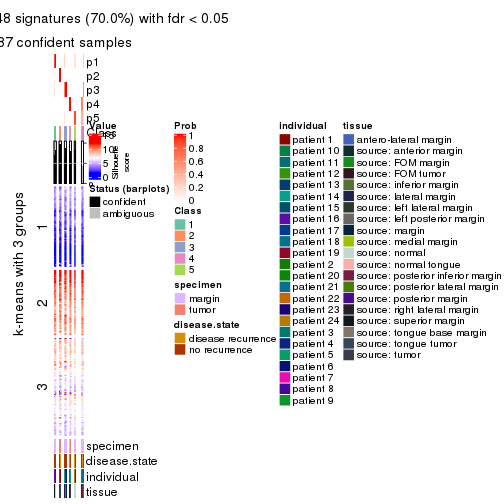 48 signatures (70.0%) with fdr < 0.05
87 confident samples
p1
p2
p3
p4
p5
Class
Silhouette score
k-means with 3 groups
1
2
3
specimen
disease.state
individual
tissue
Value
15
10
5
0
Status (barplots)
confident
ambiguous
Prob
1
0.8
0.6
0.4
0.2
0
Class
1
2
3
4
5
specimen
margin
tumor
disease.state
disease recurrence
no recurrence
individual
patient 1
patient 10
patient 11
patient 12
patient 13
patient 14
patient 15
patient 16
patient 17
patient 18
patient 19
patient 2
patient 20
patient 21
patient 22
patient 23
patient 24
patient 3
patient 4
patient 5
patient 6
patient 7
patient 8
patient 9
tissue
antero-lateral margin
source: anterior margin
source: FOM margin
source: FOM tumor
source: inferior margin
source: lateral margin
source: left lateral margin
source: left posterior margin
source: margin
source: medial margin
source: normal
source: normal tongue
source: posterior inferior margin
source: posterior lateral margin
source: posterior margin
source: right lateral margin
source: superior margin
source: tongue base margin
source: tongue tumor
source: tumor